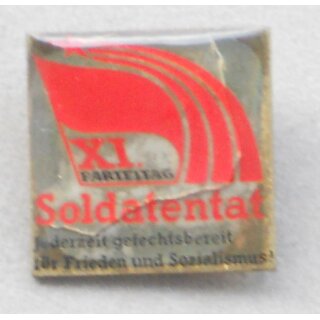 XI.
PARTEITAG
Soldatentat
Jederzeit gefechtsbereit
für Frieden und Sozialismus!